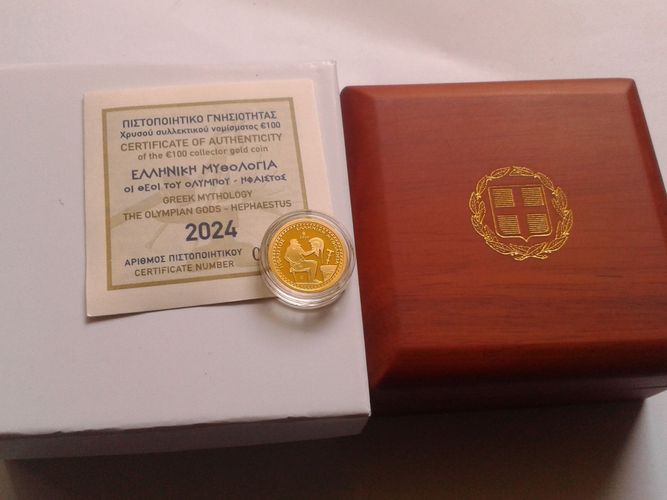 ΠΙΣΤΟΠΟΙΗΤΙΚΟ ΓΝΗΣΙΟΤΗΤΑΣ
Χρυσού συλλεκτικού νομίσματος €100
CERTIFICATE OF AUTHENTICITY
of the €100 collector gold coin
ΕΛΛΗΝΙΚΗ ΜΥΘΟΛΟΓΙΑ
ΟΙ ΘΕΟΙ ΤΟΥ ΟΛΥΜΠΟΥ - ΗΦΑΙΣΤΟΣ
GREEK MYTHOLOGY
THE OLYMPIAN GODS - HEPHAESTUS
2024
ΑΡΙΘΜΟΣ ΠΙΣΤΟΠΟΙΗΤΙΚΟΥ
CERTIFICATE NUMBER